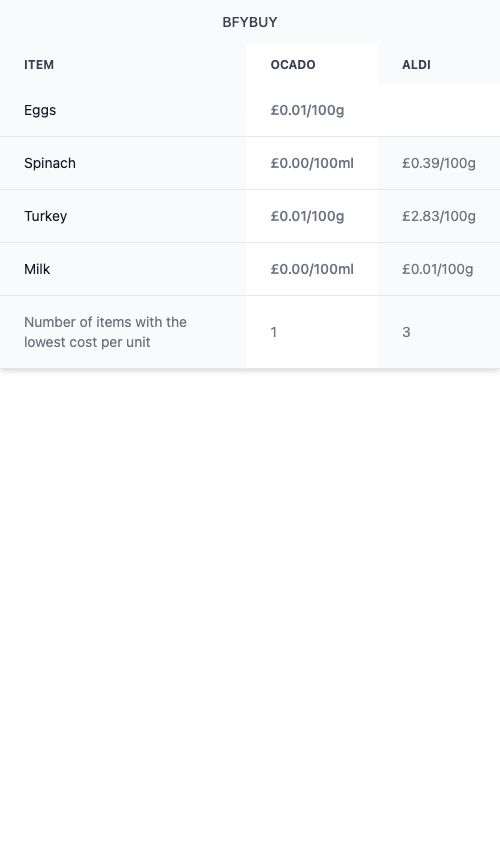 BFYBUY
ITEM OCADO ALDI
Eggs £0.01/100g
Spinach £0.00/100ml £0.39/100g
Turkey £0.01/100g £2.83/100g
Milk £0.00/100ml £0.01/100g
Number of items with the
lowest cost per unit 1 3